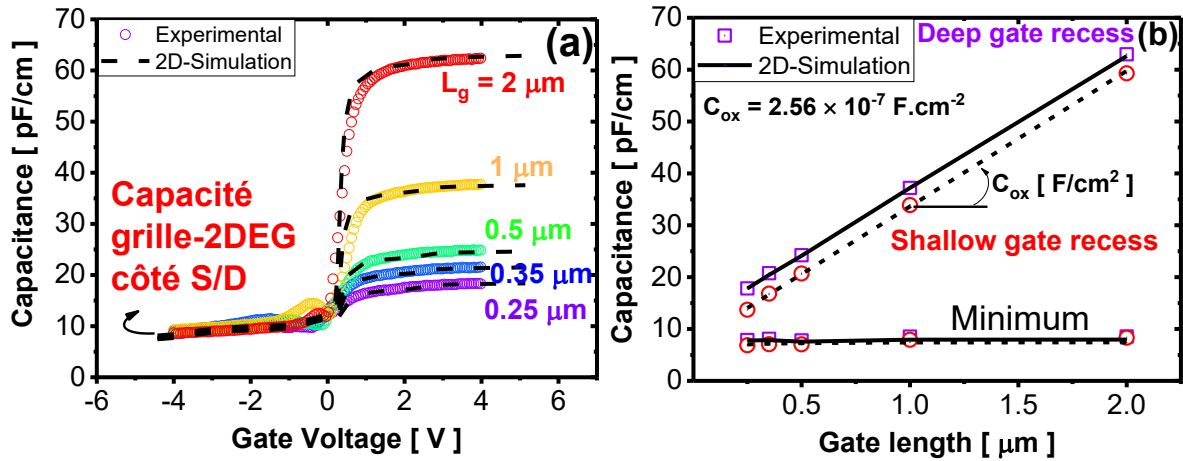 (a)
Experimental
2D-Simulation
L_g = 2 μm
1 μm
0.5 μm
0.35 μm
0.25 μm
Capacité
grille-2DEG
côté S/D
Capacitance [ pF/cm ]
70
60
50
40
30
20
10
0
-6 -4 -2 0 2 4 6
Gate Voltage [ V ]
(b)
Experimental
2D-Simulation
Deep gate recess
C_ox = 2.56 × 10^-7 F.cm^-2
C_ox [ F/cm² ]
Shallow gate recess
Minimum
Capacitance [ pF/cm ]
70
60
50
40
30
20
10
0
0.5 1.0 1.5 2.0
Gate length [ μm ]